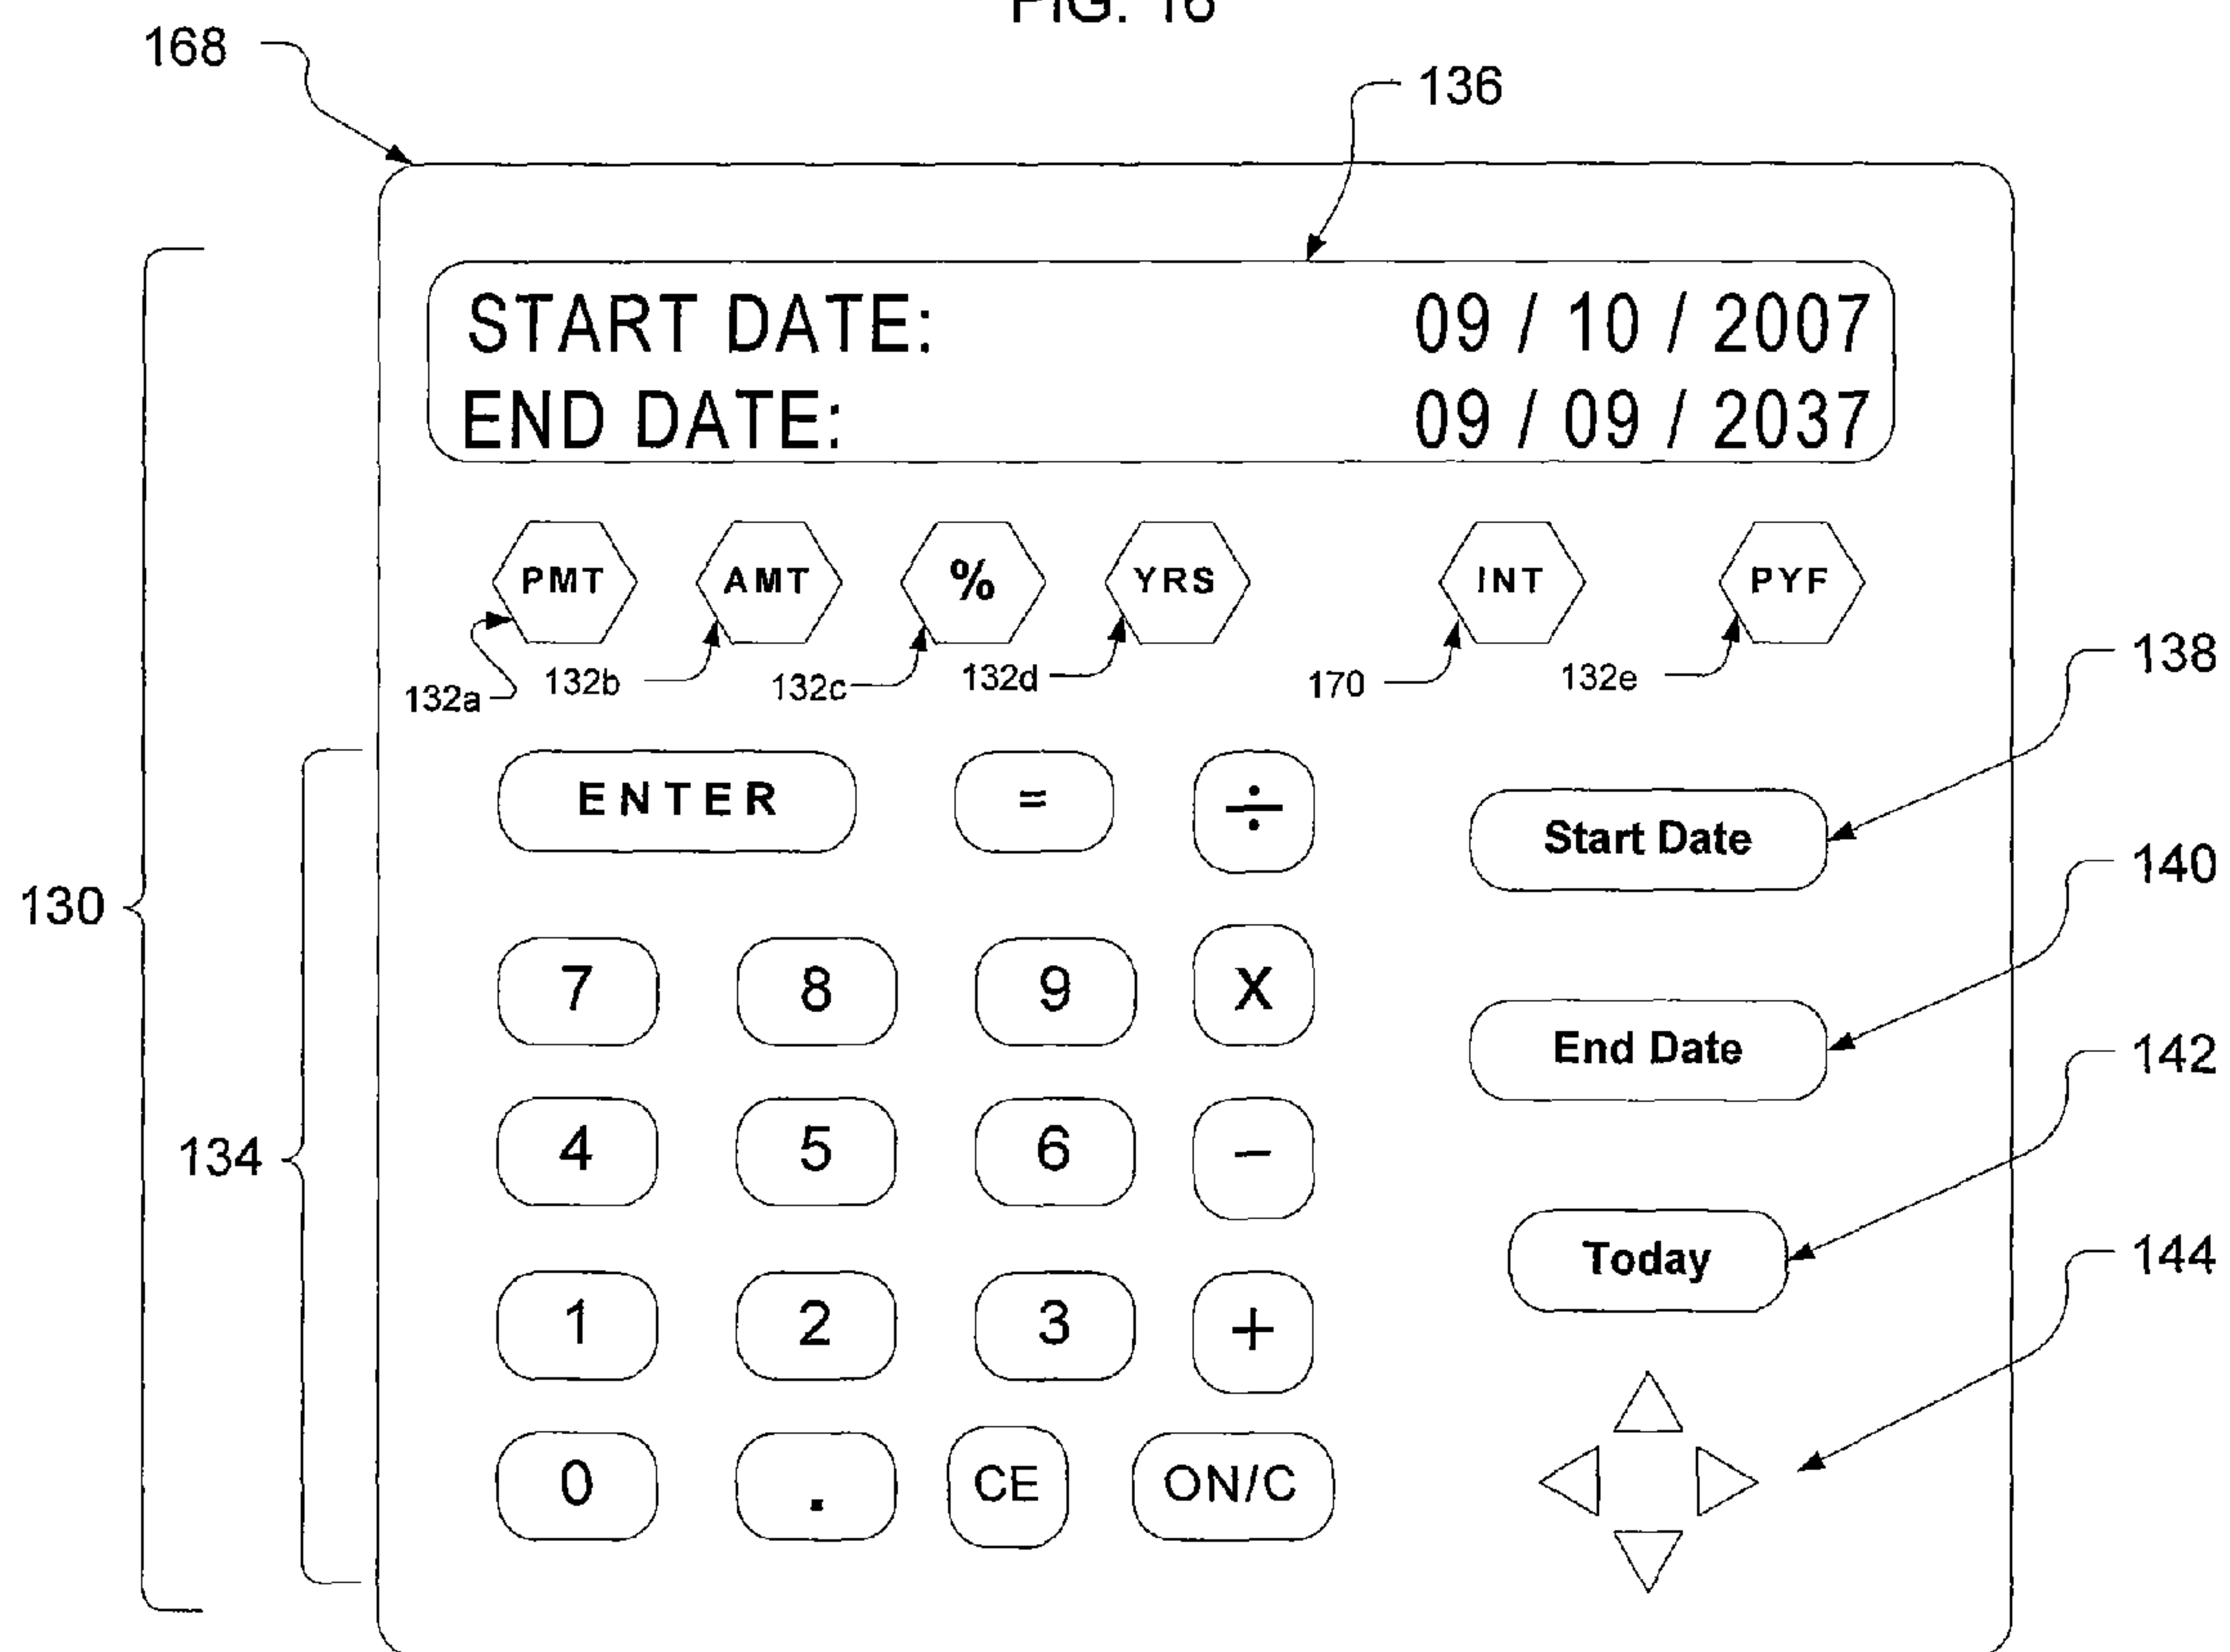 FIG. 16
168
136
START DATE: 09 / 10 / 2007
END DATE: 09 / 09 / 2037
PMT AMT % YRS INT PYF
132a 132b 132c 132d 170 132e
138
ENTER = ÷ Start Date
140
130
7 8 9 X End Date
142
134
4 5 6 −
Today
144
1 2 3 +
0 . CE ON/C